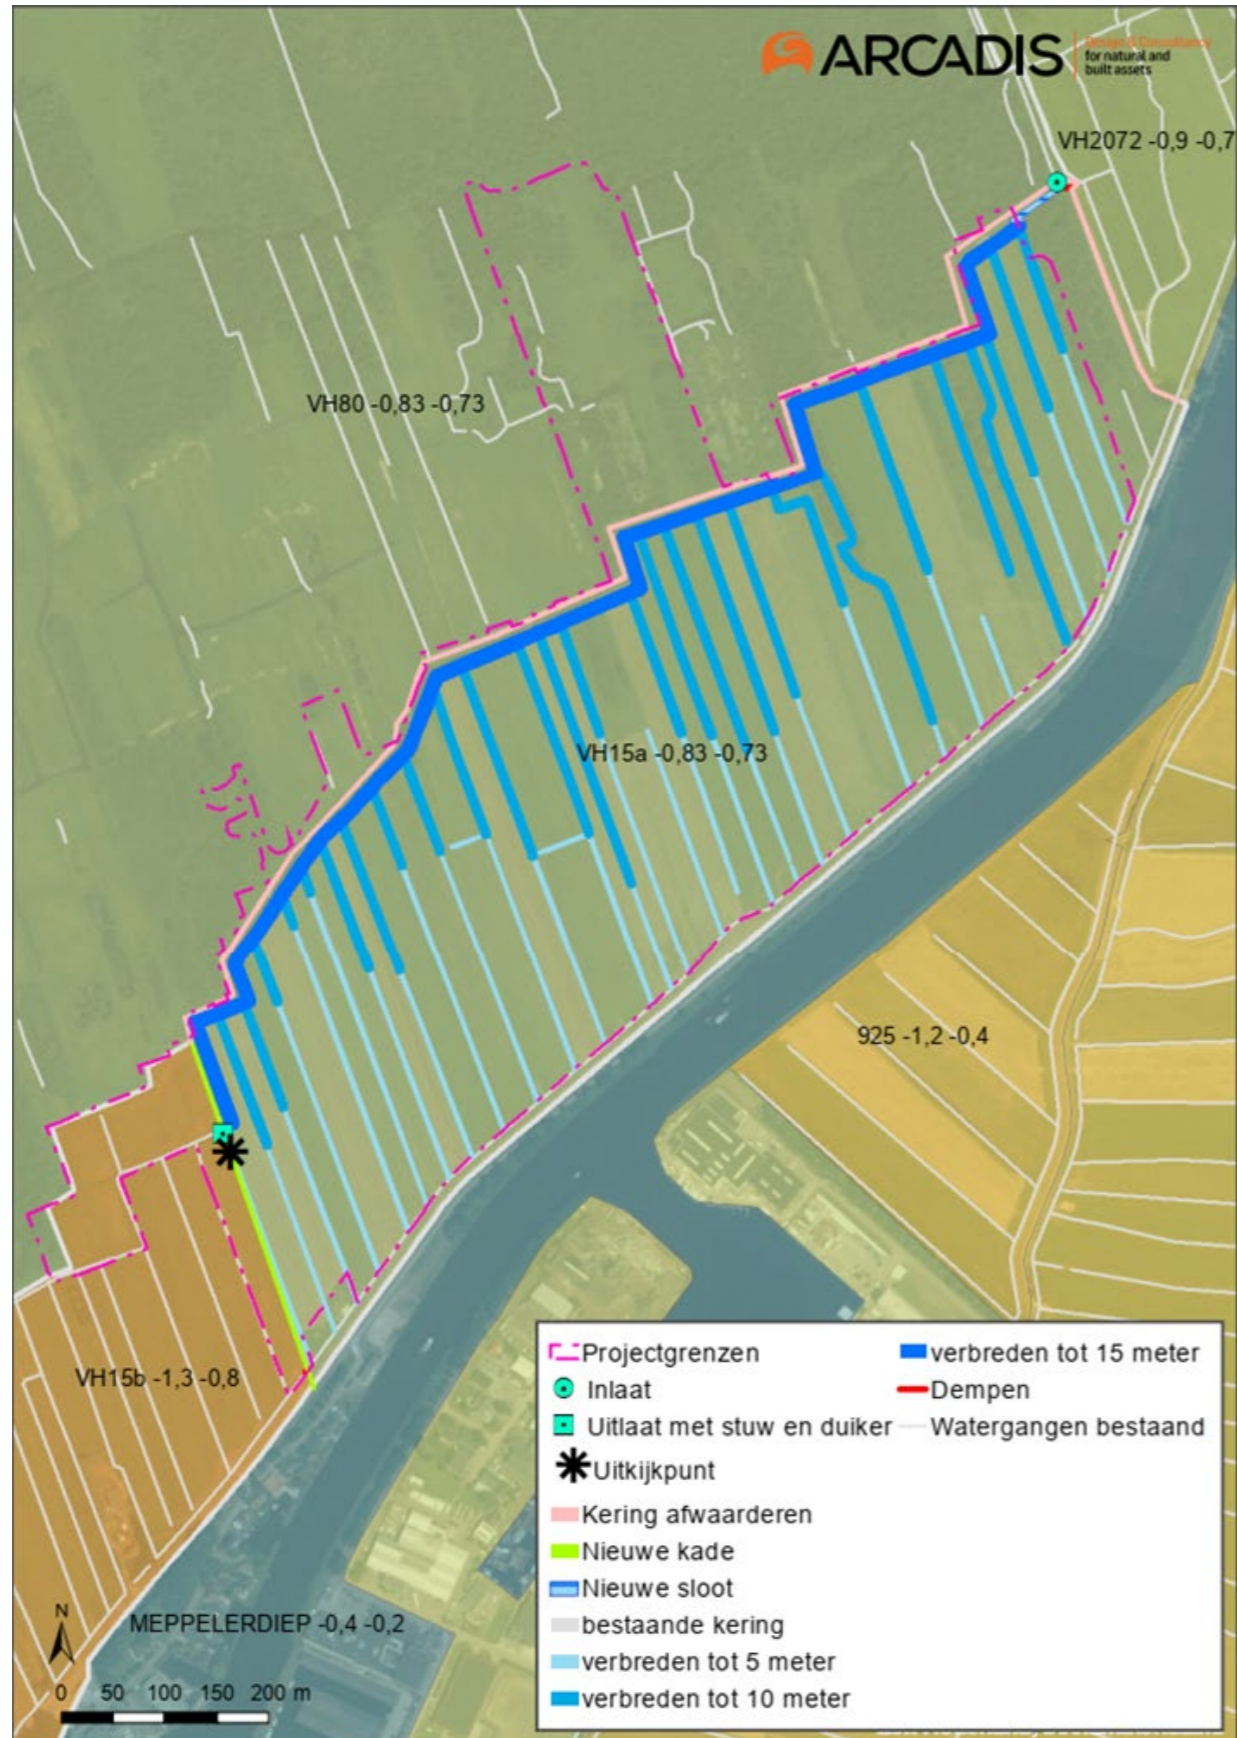 ARCADIS
Design & Consultancy
for natural and
built assets
VH2072 -0,9 -0,7
VH80 -0,83 -0,73
VH15a -0,83 -0,73
925 -1,2 -0,4
VH15b -1,3 -0,8
MEPPELERDIEP -0,4 -0,2
N
0 50 100 150 200 m
Projectgrenzen
Inlaat
Uitlaat met stuw en duiker
Uitkijkpunt
Kering afwaarderen
Nieuwe kade
Nieuwe sloot
bestaande kering
verbreden tot 5 meter
verbreden tot 10 meter
verbreden tot 15 meter
Dempen
Watergangen bestaand